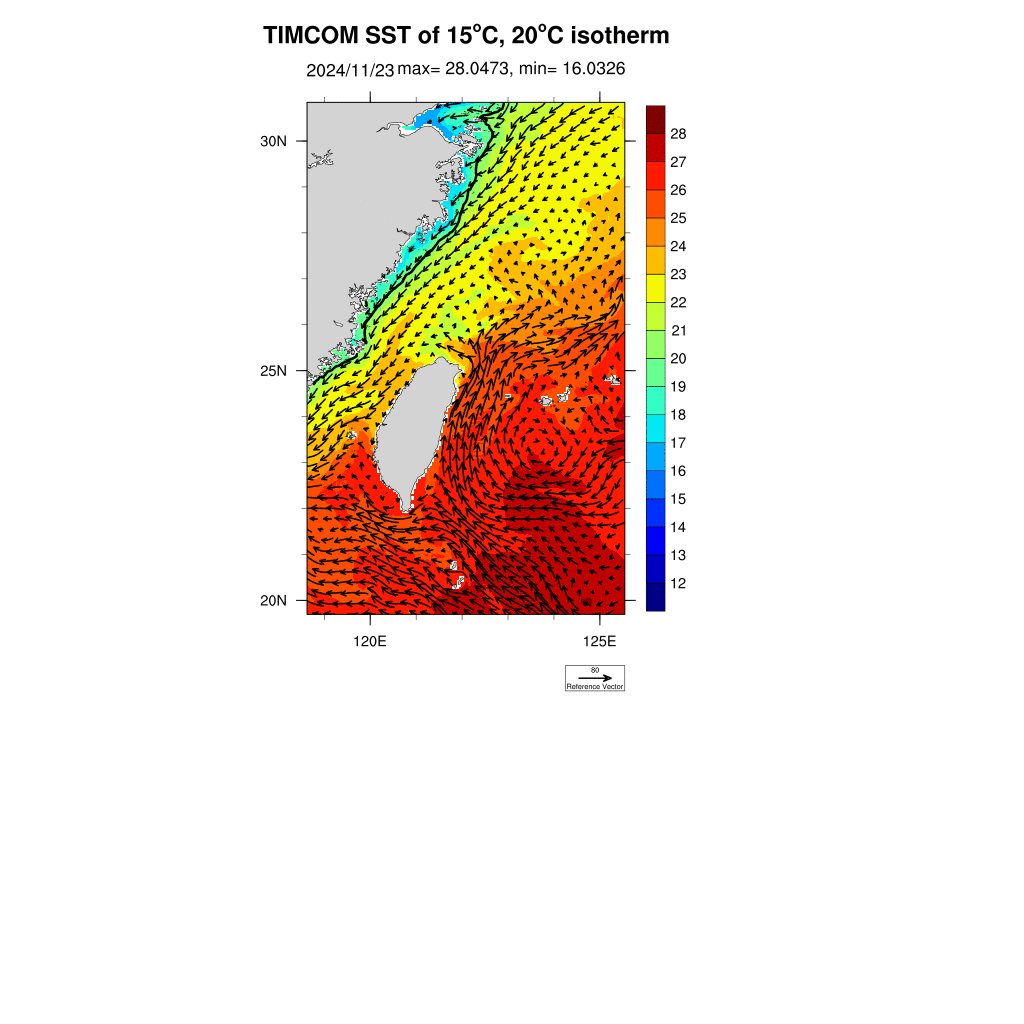 TIMCOM SST of 15°C, 20°C isotherm
2024/11/23 max= 28.0473, min= 16.0326
30N
25N
20N
120E
125E
28
27
26
25
24
23
22
21
20
19
18
17
16
15
14
13
12
80
Reference Vector